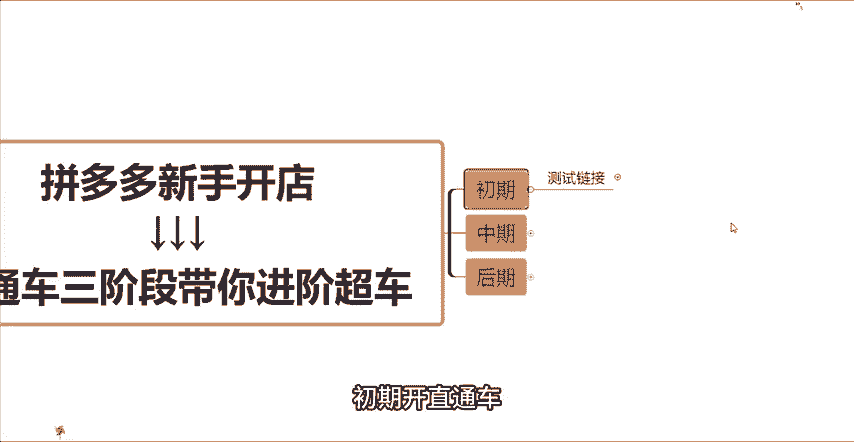 拼多多新手开店
↓↓↓
通车三阶段带你进阶超车
初期
测试链接
中期
后期
初期开直通车